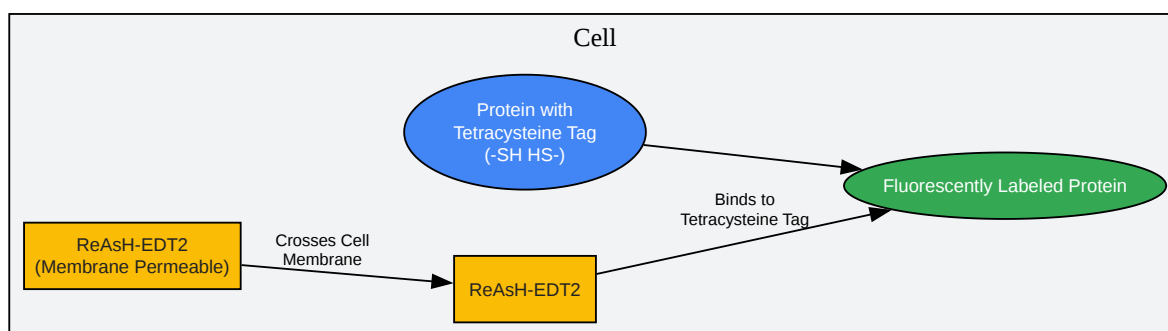 Cell
Protein with
Tetracysteine Tag
(-SH HS-)
Fluorescently Labeled Protein
Binds to
Tetracysteine Tag
ReAsH-EDT2
(Membrane Permeable)
Crosses Cell
Membrane
ReAsH-EDT2